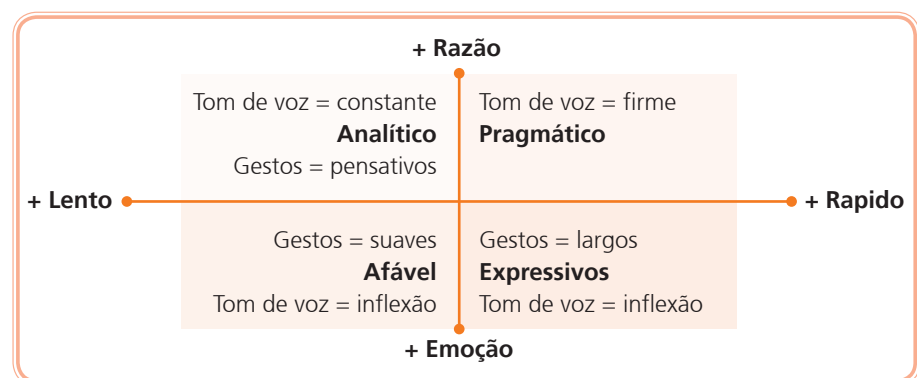 + Razão
Tom de voz = constante
Analítico
Gestos = pensativos
Tom de voz = firme
Pragmático
+ Lento
+ Rapido
Gestos = suaves
Afável
Tom de voz = inflexão
Gestos = largos
Expressivos
Tom de voz = inflexão
+ Emoção